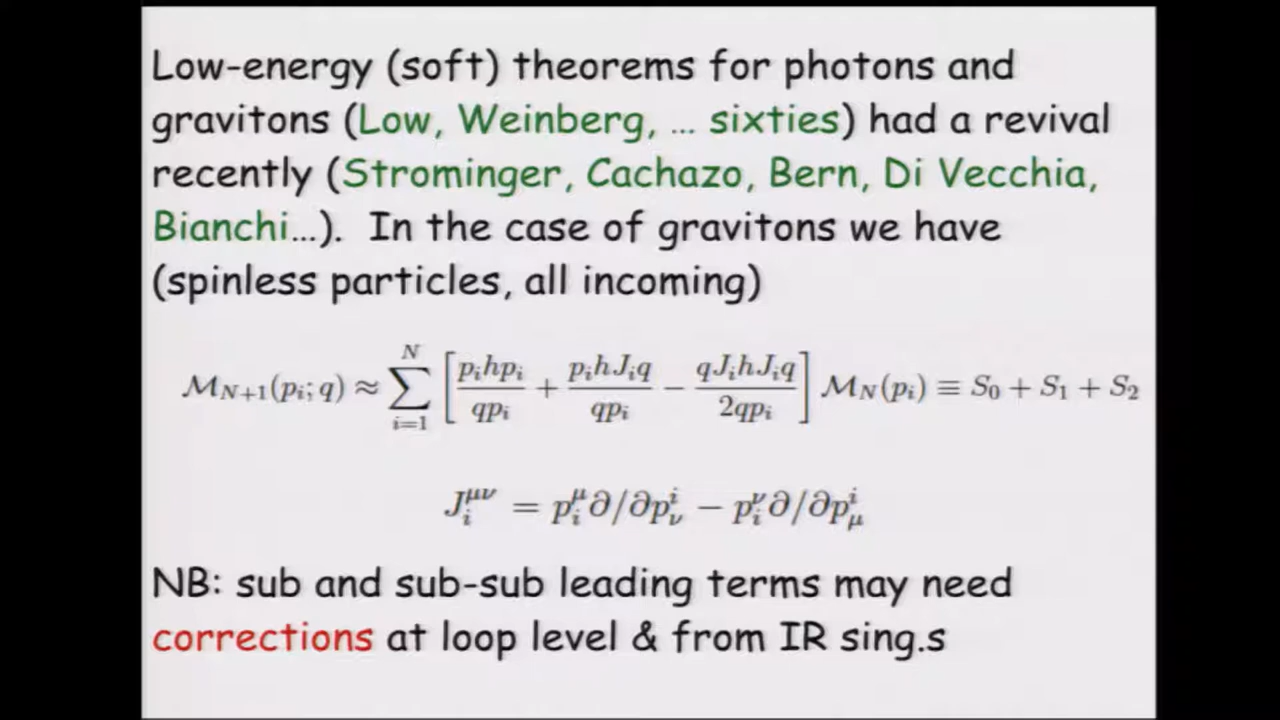 Low-energy (soft) theorems for photons and
gravitons (Low, Weinberg, … sixties) had a revival
recently (Strominger, Cachazo, Bern, Di Vecchia,
Bianchi…). In the case of gravitons we have
(spinless particles, all incoming)
$\mathcal{M}_{N+1}(p_i; q) \approx \sum_{i=1}^{N} \left[ \frac{p_i h p_i}{q p_i} + \frac{p_i h J_i q}{q p_i} - \frac{q J_i h J_i q}{2 q p_i} \right] \mathcal{M}_N(p_i) \equiv S_0 + S_1 + S_2$
$J_i^{\mu\nu} = p_i^\mu \partial/\partial p_\nu^i - p_i^\nu \partial/\partial p_\mu^i$
NB: sub and sub-sub leading terms may need
corrections at loop level & from IR sing.s